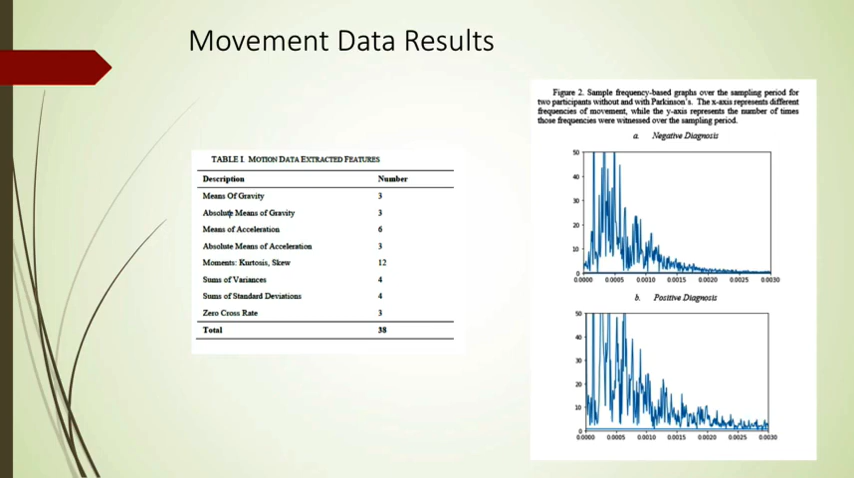 Movement Data Results
TABLE I. MOTION DATA EXTRACTED FEATURES
Description Number
Means Of Gravity 3
Absolute Means of Gravity 3
Means of Acceleration 6
Absolute Means of Acceleration 3
Moments: Kurtosis, Skew 12
Sums of Variances 4
Sums of Standard Deviations 4
Zero Cross Rate 3
Total 38
Figure 2. Sample frequency-based graphs over the sampling period for
two participants without and with Parkinson's. The x-axis represents different
frequencies of movement, while the y-axis represents the number of times
those frequencies were witnessed over the sampling period.
a. Negative Diagnosis
50
40
30
20
10
0
0.0000 0.0005 0.0010 0.0015 0.0020 0.0025 0.0030
b. Positive Diagnosis
50
40
30
20
10
0
0.0000 0.0005 0.0010 0.0015 0.0020 0.0025 0.0030